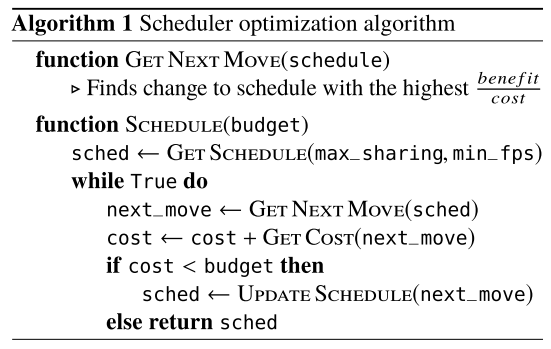 Algorithm 1 Scheduler optimization algorithm
function GET NEXT MOVE(schedule)
▷ Finds change to schedule with the highest benefit/cost
function SCHEDULE(budget)
sched ← GET SCHEDULE(max_sharing, min_fps)
while True do
next_move ← GET NEXT MOVE(sched)
cost ← cost + GET COST(next_move)
if cost < budget then
sched ← UPDATE SCHEDULE(next_move)
else return sched